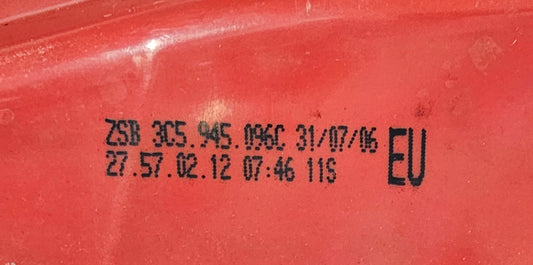 ZSB 3C5.945.096C 31/07/06
27.57.02.12 07:46 11S EU